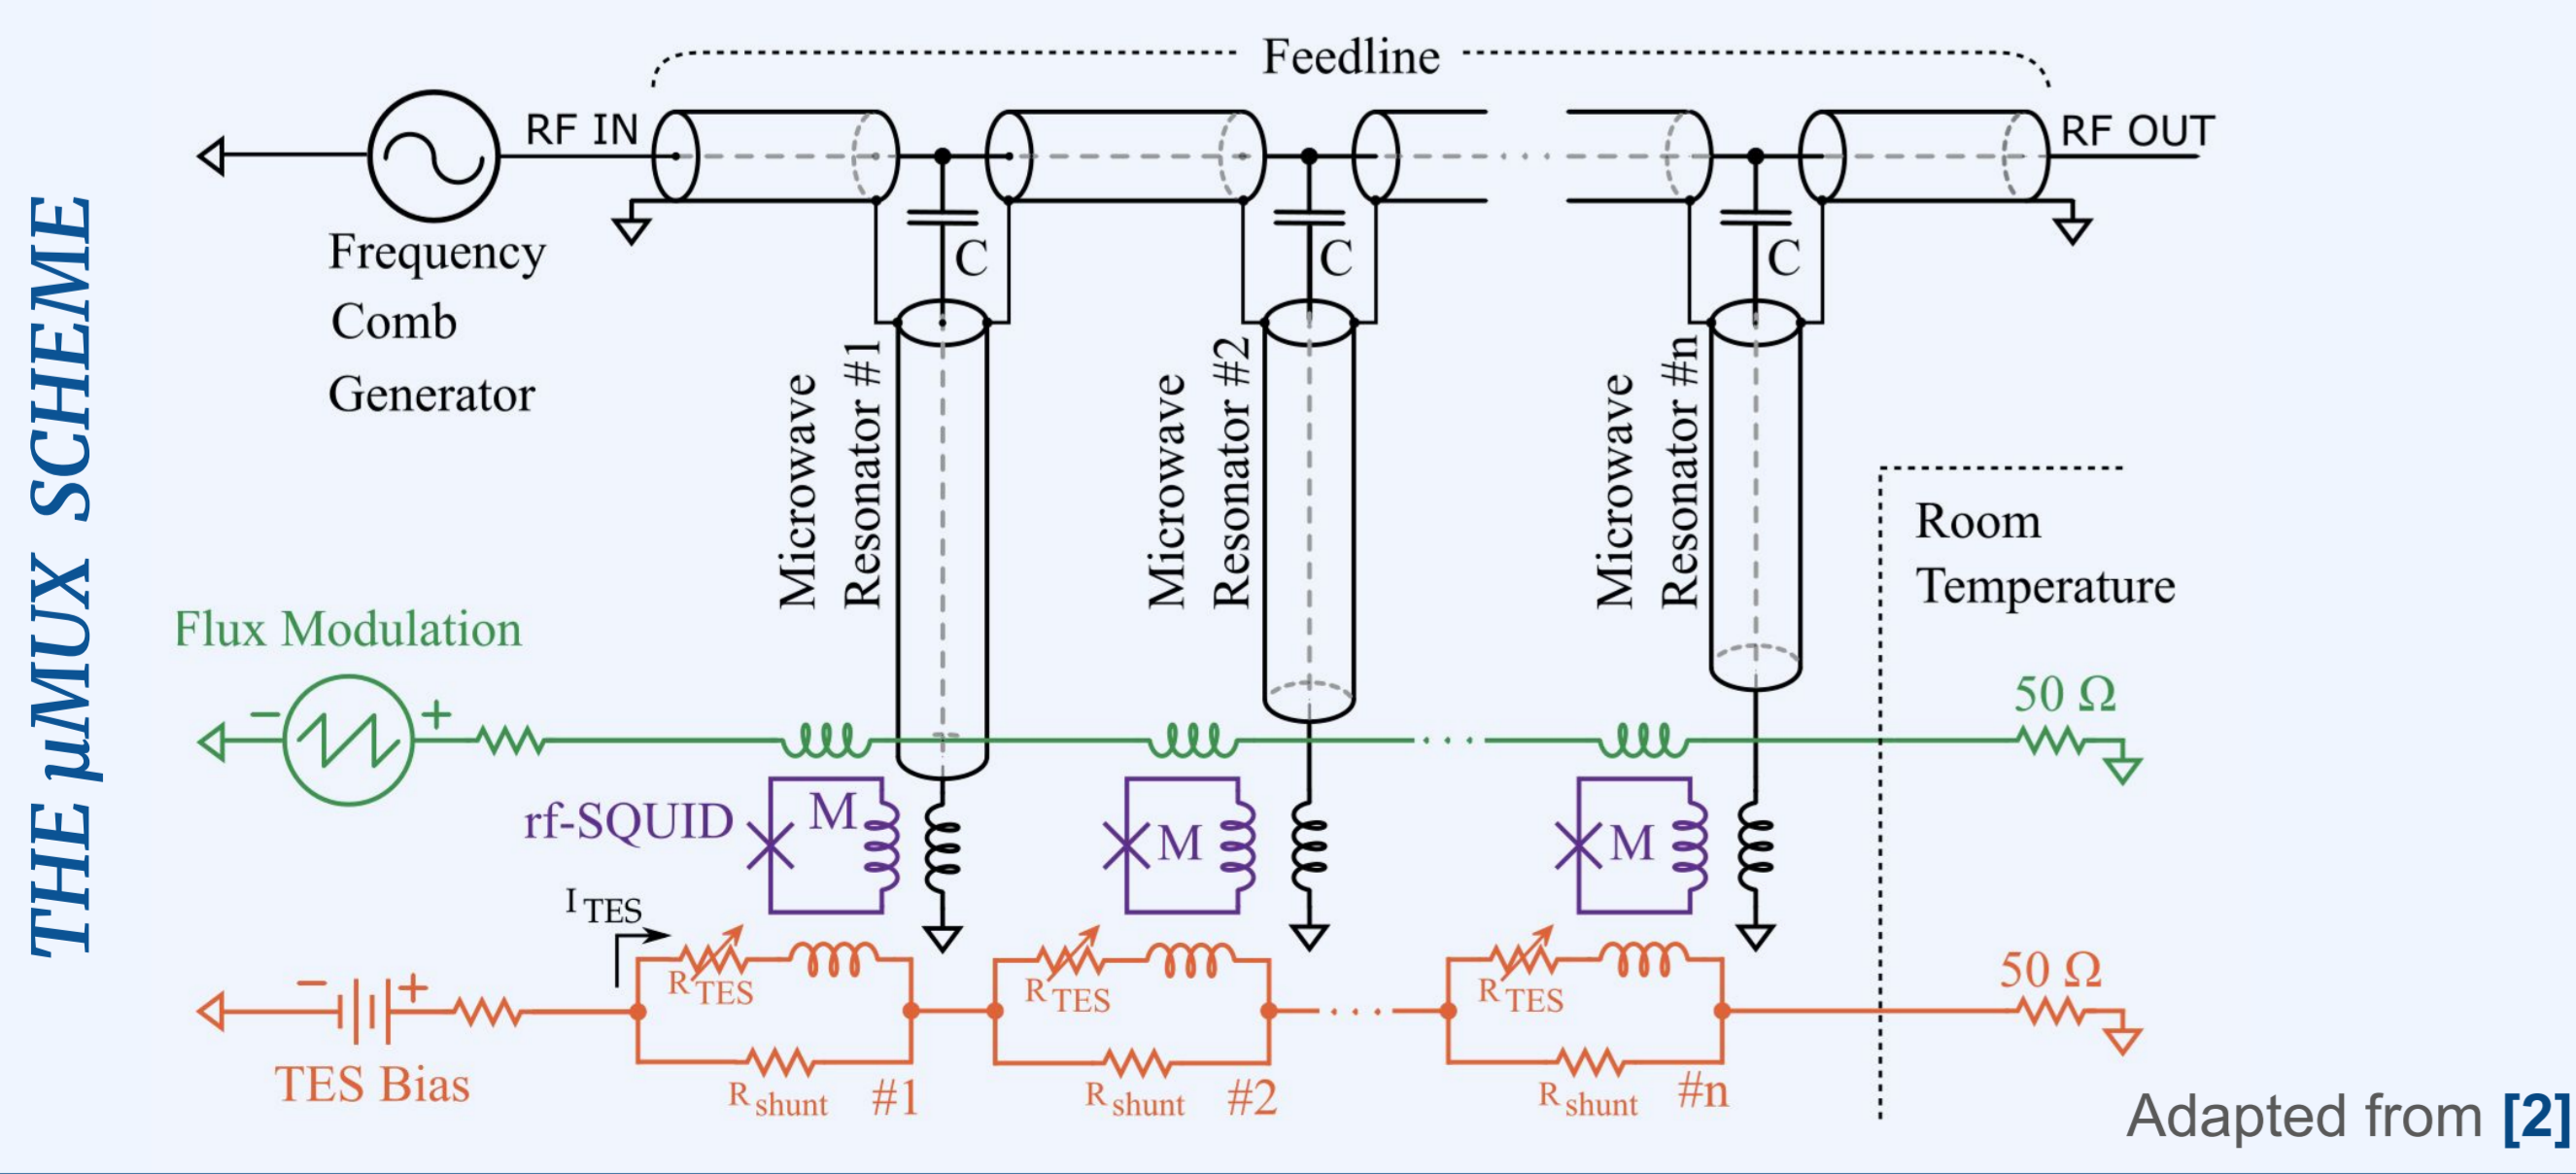 THE µMUX SCHEME
Feedline
RF IN
RF OUT
Frequency
Comb
Generator
C
C
C
Microwave
Resonator #1
Microwave
Resonator #2
Microwave
Resonator #n
Room
Temperature
Flux Modulation
− +
50 Ω
rf-SQUID
M
M
M
I TES
R TES
R TES
R TES
− +
50 Ω
TES Bias
R shunt #1
R shunt #2
R shunt #n
Adapted from [2]